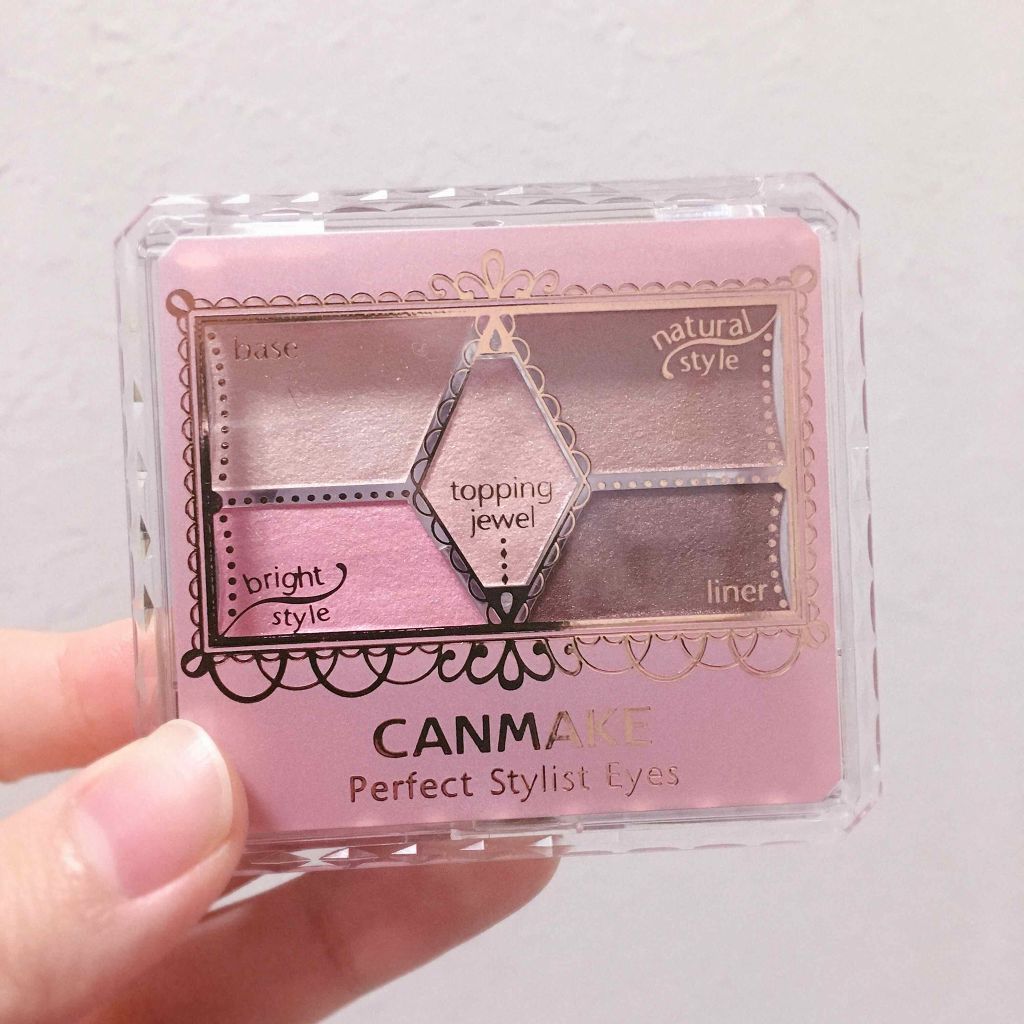 base
natural
style
topping
jewel
bright
style
liner
CANMAKE
Perfect Stylist Eyes